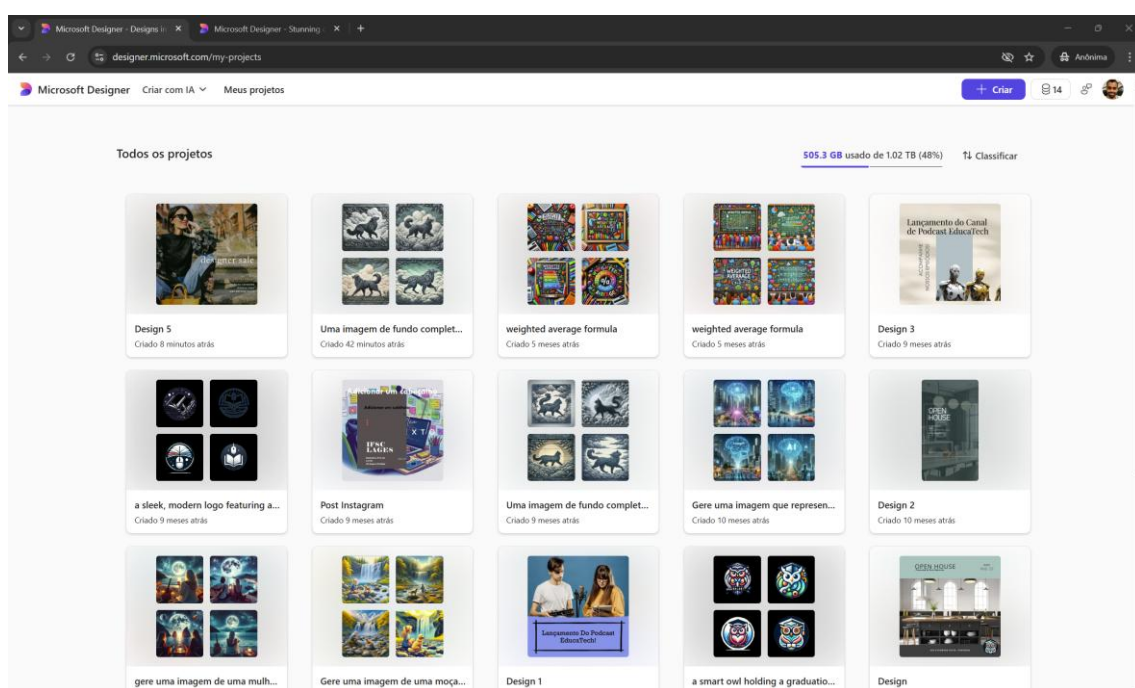 Microsoft Designer - Designs in
Microsoft Designer - Stunning
designer.microsoft.com/my-projects
Anônima
Microsoft Designer
Criar com IA
Meus projetos
+ Criar
14
Todos os projetos
505.3 GB usado de 1.02 TB (48%)
Classificar
designer sale
WEIGHTED
AVERAGE
Lançamento do Canal
de Podcast EducaTech
Design 5
Criado 8 minutos atrás
Uma imagem de fundo complet...
Criado 42 minutos atrás
weighted average formula
Criado 5 meses atrás
weighted average formula
Criado 5 meses atrás
Design 3
Criado 9 meses atrás
Adicionar um
IFSC
LAGES
AI
OPEN
HOUSE
a sleek, modern logo featuring a...
Criado 9 meses atrás
Post Instagram
Criado 9 meses atrás
Uma imagem de fundo complet...
Criado 9 meses atrás
Gere uma imagem que represen...
Criado 10 meses atrás
Design 2
Criado 10 meses atrás
Lançamento Do Podcast
EducaTech!
OPEN HOUSE
gere uma imagem de uma mulh...
Gere uma imagem de uma moça...
Design 1
a smart owl holding a graduatio...
Design